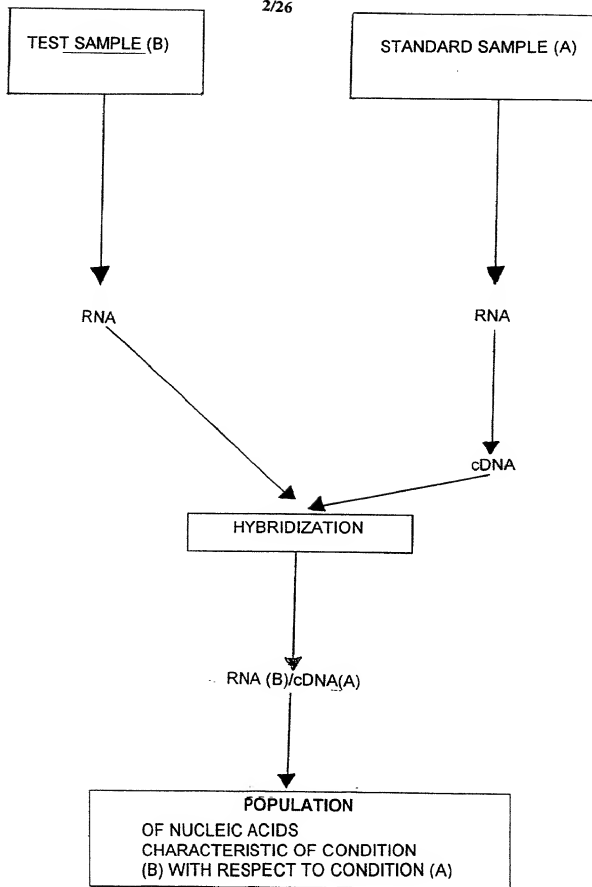 2/26
TEST SAMPLE (B)
STANDARD SAMPLE (A)
RNA
RNA
cDNA
HYBRIDIZATION
RNA (B)/cDNA(A)
POPULATION
OF NUCLEIC ACIDS
CHARACTERISTIC OF CONDITION
(B) WITH RESPECT TO CONDITION (A)